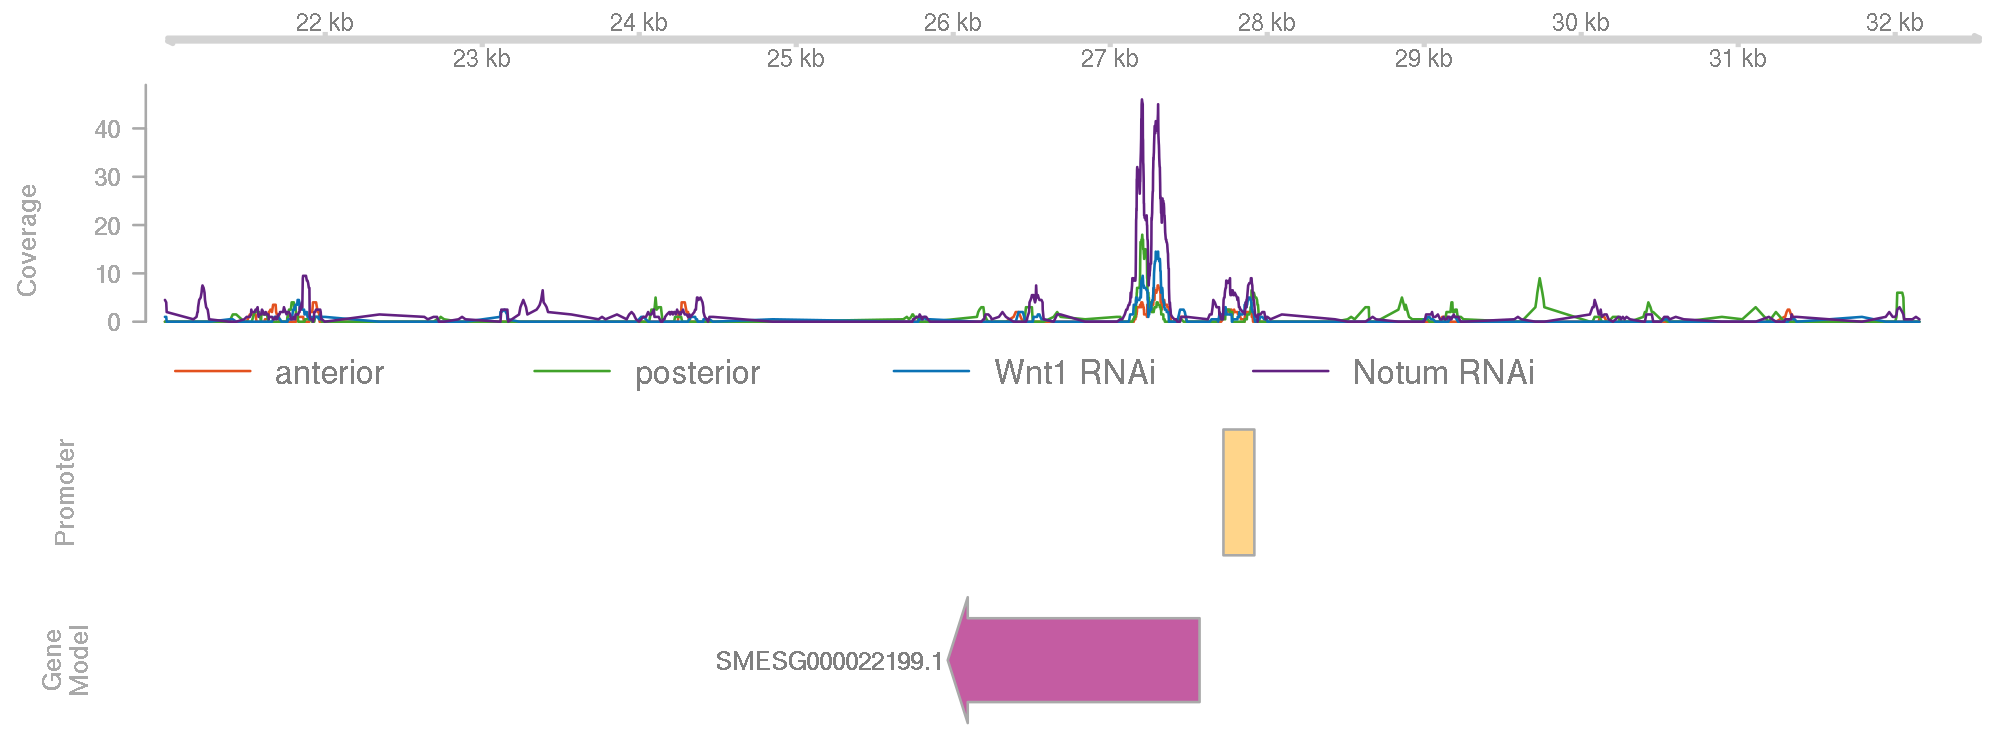 22 kb 24 kb 26 kb 28 kb 30 kb 32 kb
23 kb 25 kb 27 kb 29 kb 31 kb
Coverage
40
30
20
10
0
anterior posterior Wnt1 RNAi Notum RNAi
Promoter
Gene
Model
SMESG000022199.1